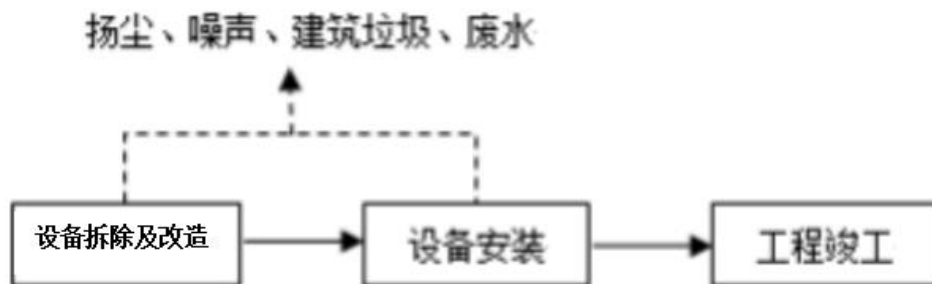 扬尘、噪声、建筑垃圾、废水
设备拆除及改造
设备安装
工程竣工